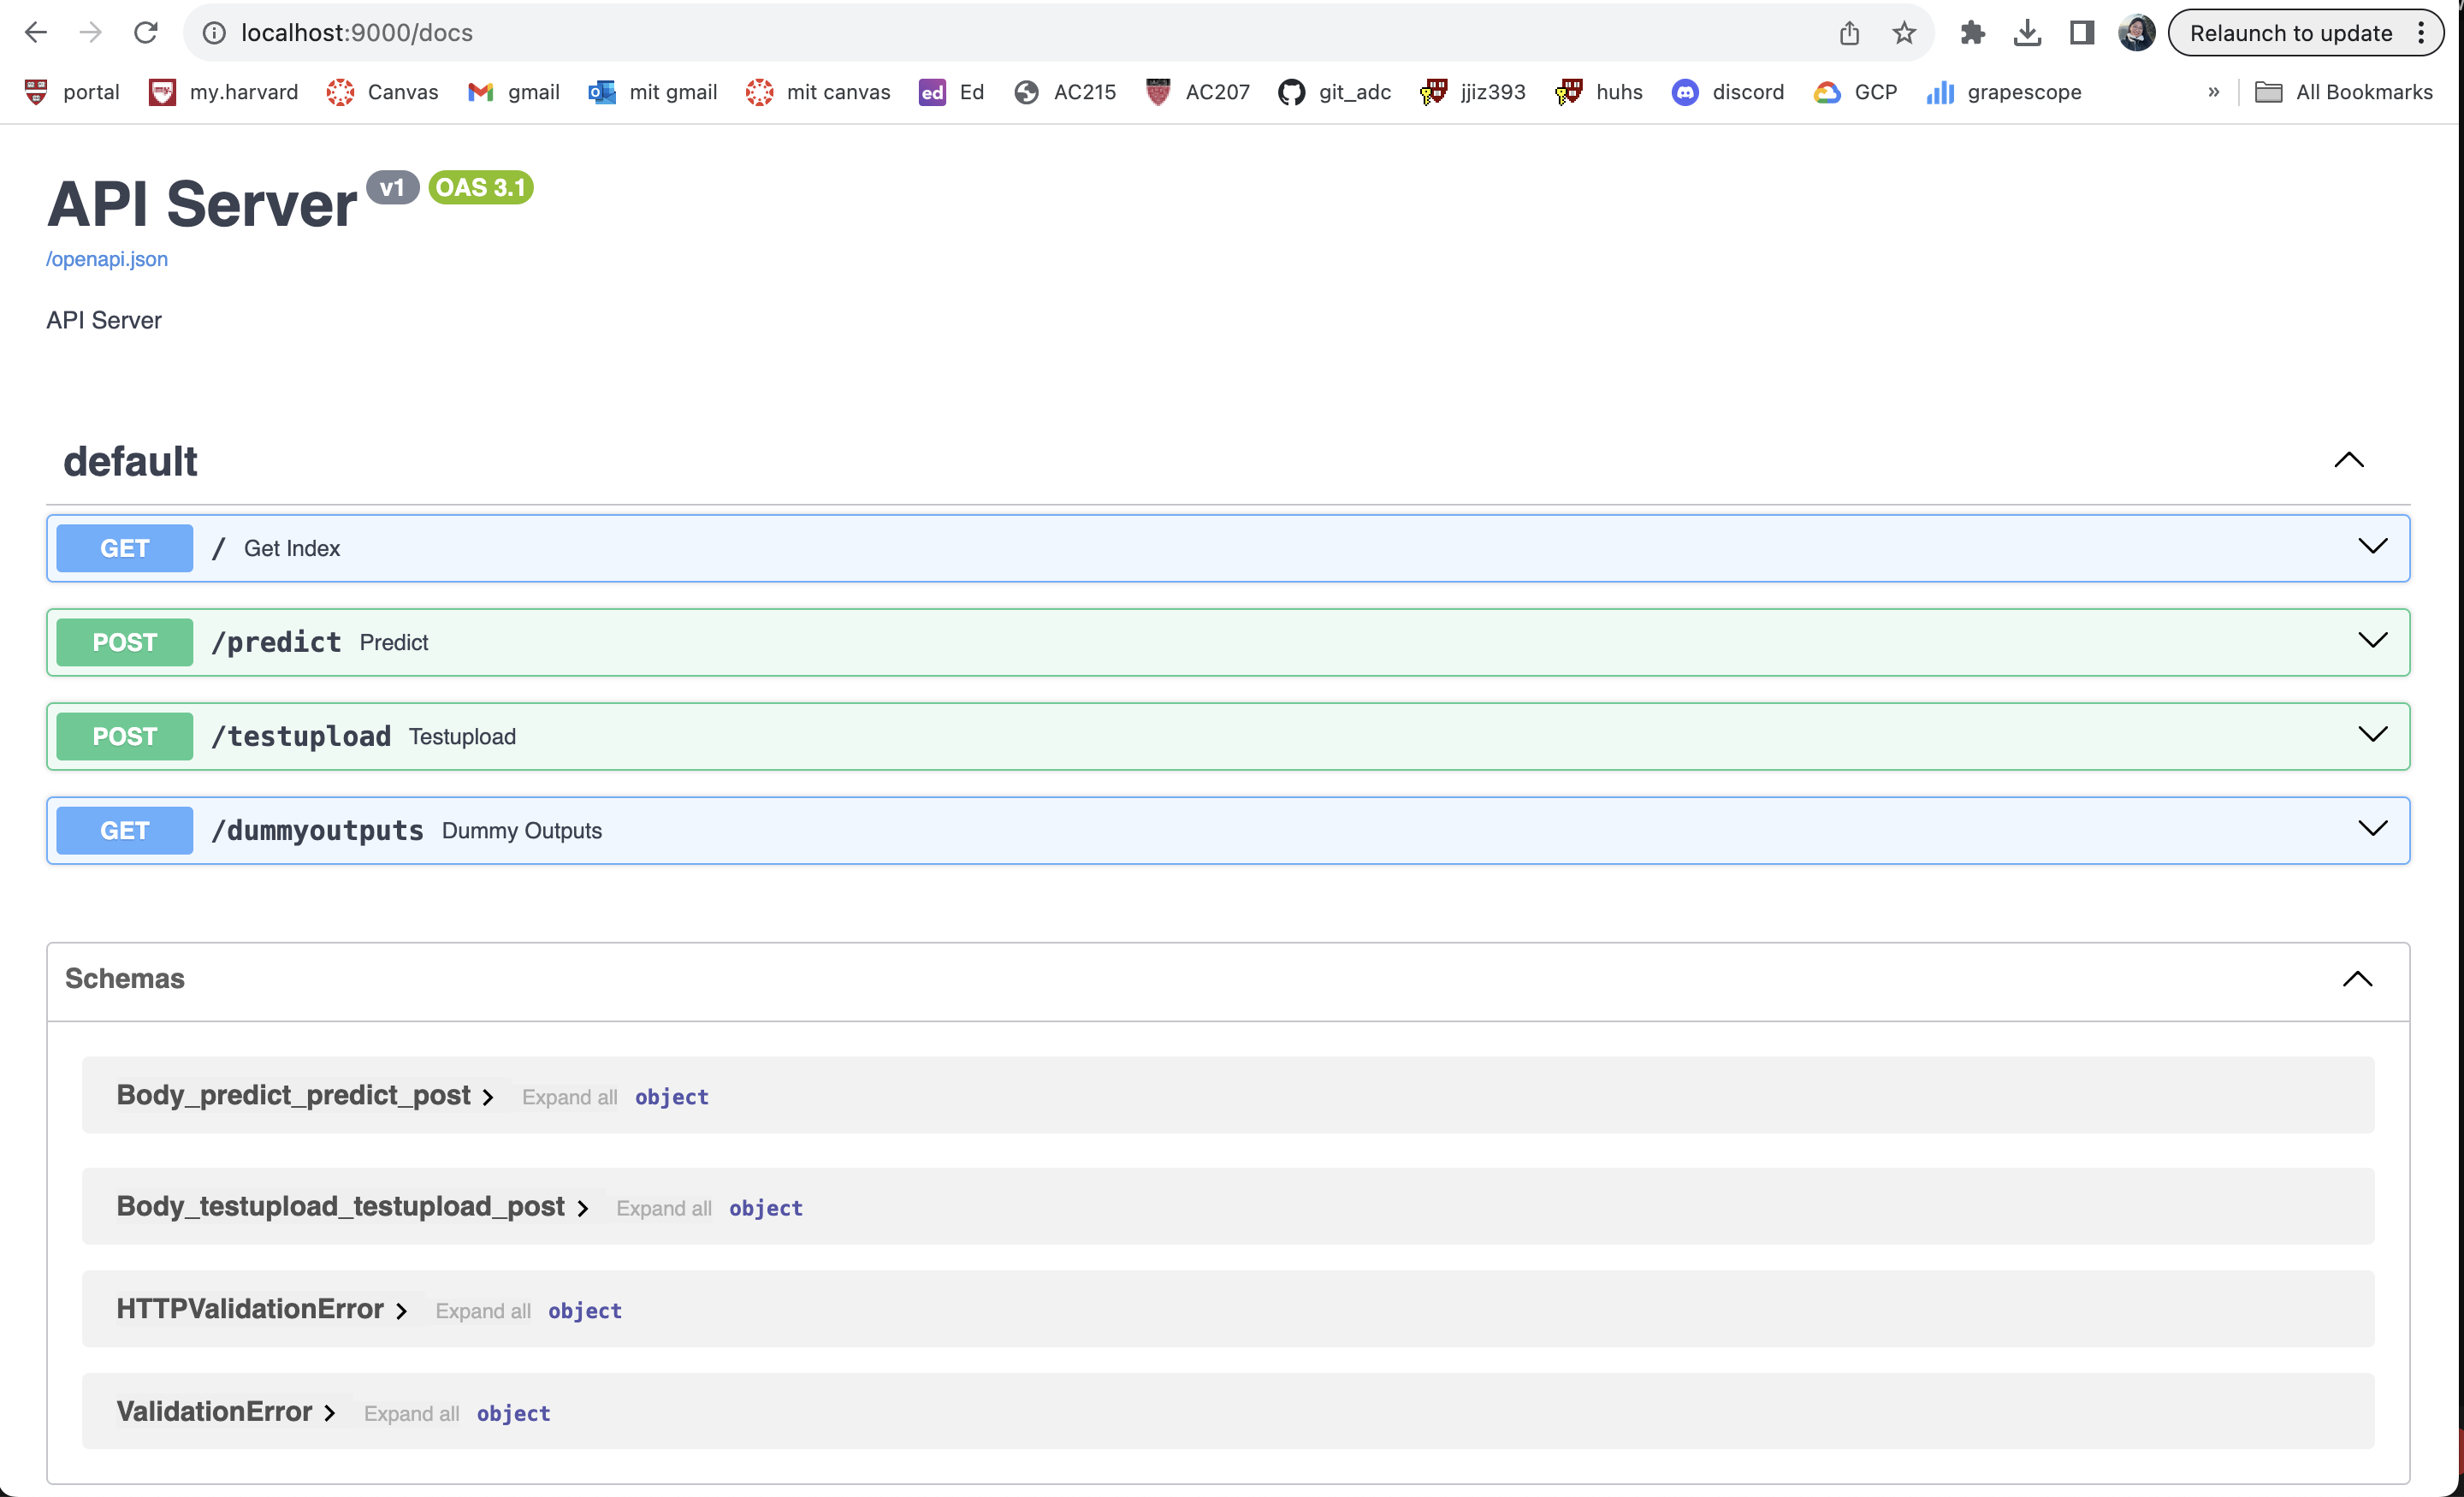 localhost:9000/docs
Relaunch to update
portal my.harvard Canvas gmail mit gmail mit canvas ed Ed AC215 AC207 git_adc jjiz393 huhs discord GCP grapescope » All Bookmarks
API Server v1 OAS 3.1
/openapi.json
API Server
default
GET / Get Index
POST /predict Predict
POST /testupload Testupload
GET /dummyoutputs Dummy Outputs
Schemas
Body_predict_predict_post Expand all object
Body_testupload_testupload_post Expand all object
HTTPValidationError Expand all object
ValidationError Expand all object